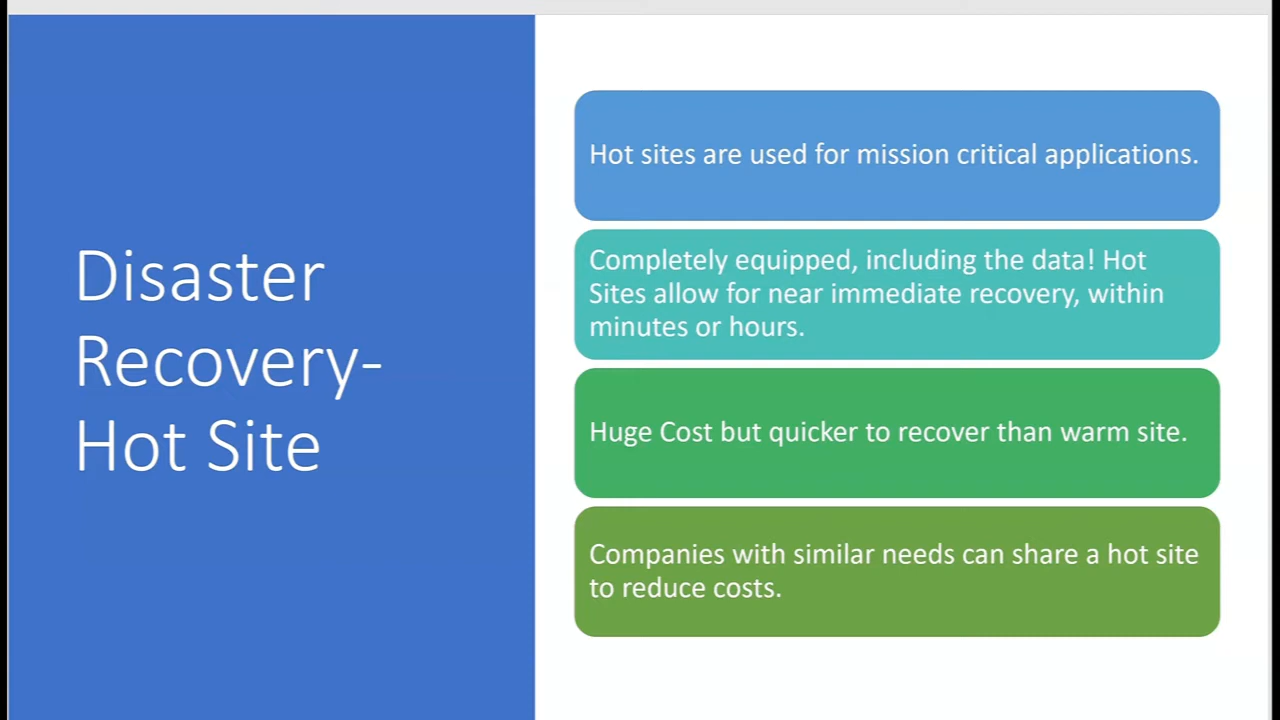 Disaster
Recovery-
Hot Site
Hot sites are used for mission critical applications.
Completely equipped, including the data! Hot
Sites allow for near immediate recovery, within
minutes or hours.
Huge Cost but quicker to recover than warm site.
Companies with similar needs can share a hot site
to reduce costs.